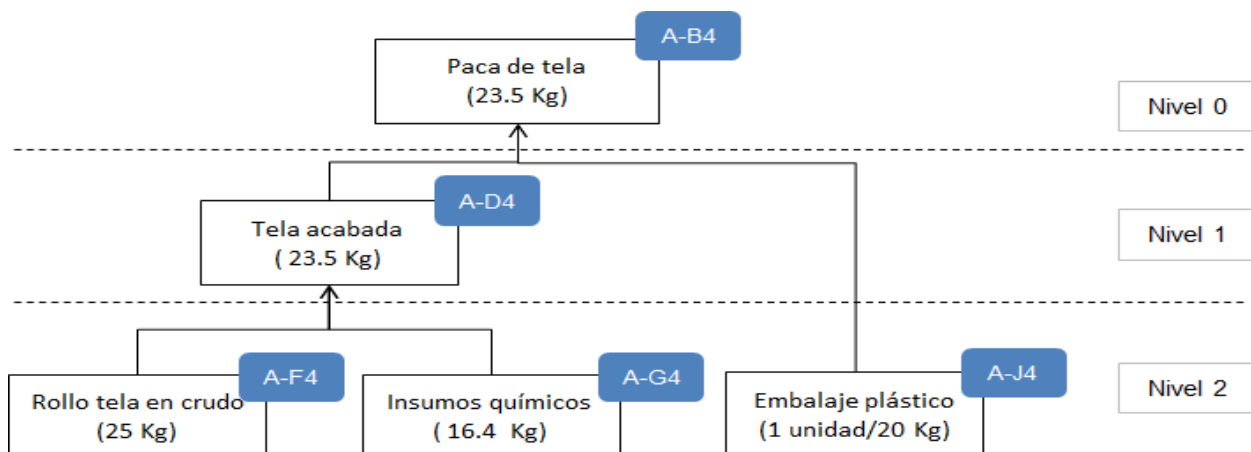 A-B4
Paca de tela
(23.5 Kg)
Nivel 0
A-D4
Tela acabada
( 23.5 Kg)
Nivel 1
A-F4
Rollo tela en crudo
(25 Kg)
A-G4
Insumos químicos
( 16.4 Kg)
A-J4
Embalaje plástico
(1 unidad/20 Kg)
Nivel 2